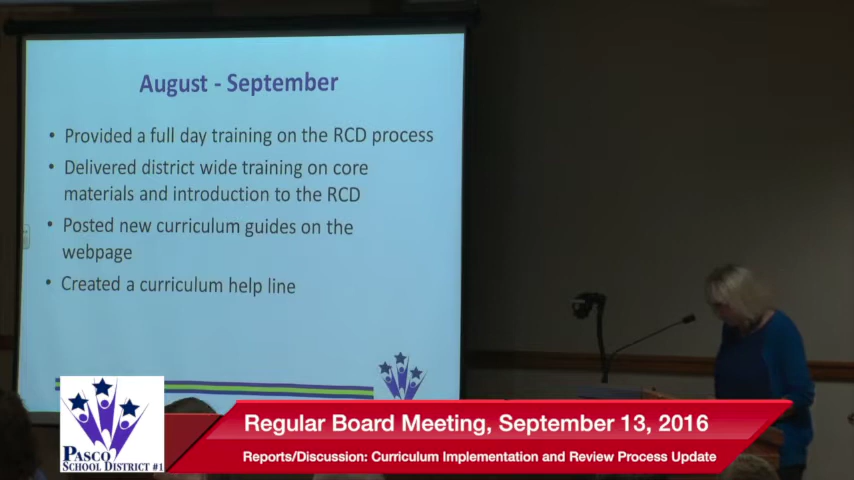 August - September
• Provided a full day training on the RCD process
• Delivered district wide training on core
materials and introduction to the RCD
• Posted new curriculum guides on the
webpage
• Created a curriculum help line
PASCO
SCHOOL DISTRICT #1
Regular Board Meeting, September 13, 2016
Reports/Discussion: Curriculum Implementation and Review Process Update